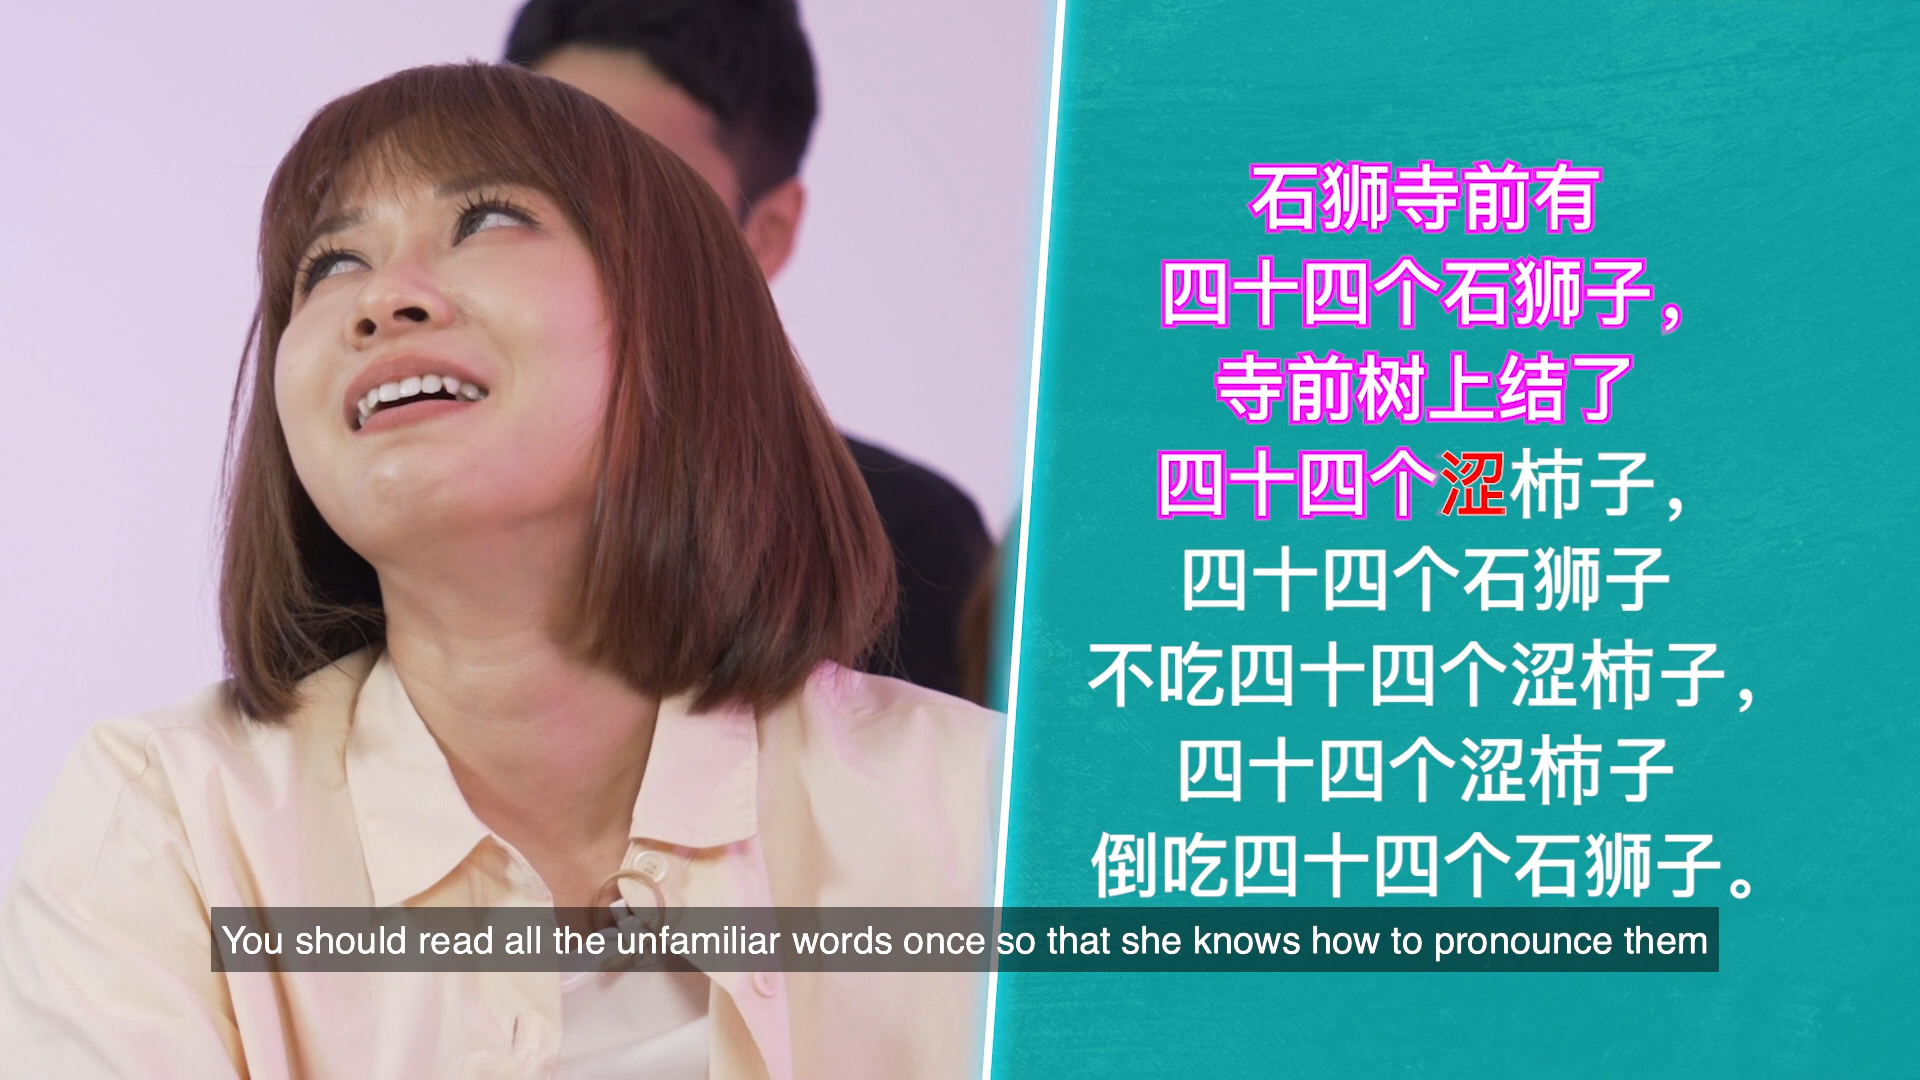 石狮寺前有
四十四个石狮子，
寺前树上结了
四十四个涩柿子，
四十四个石狮子
不吃四十四个涩柿子，
四十四个涩柿子
倒吃四十四个石狮子。
You should read all the unfamiliar words once so that she knows how to pronounce them